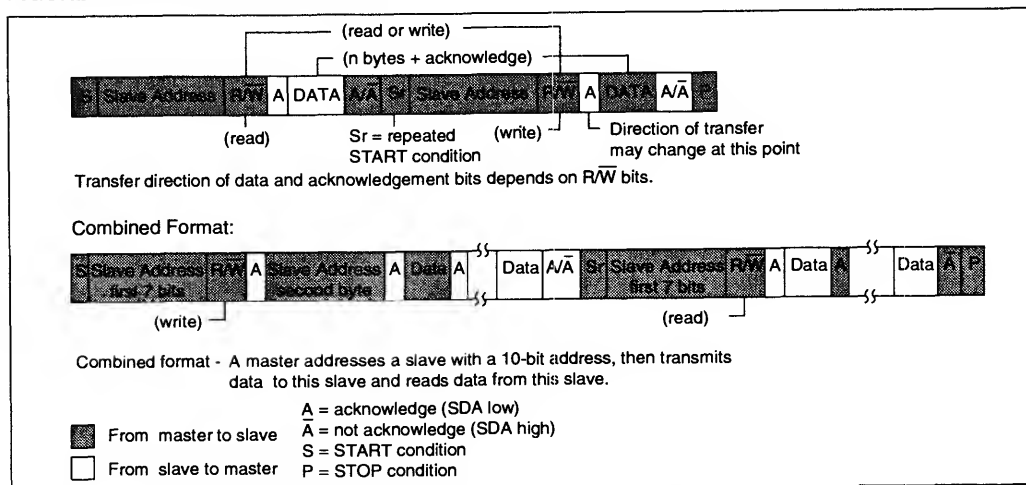 (read or write)
(n bytes + acknowledge)
S Slave Address R/W̅ A DATA A/A̅ Sr Slave Address R/W̅ A DATA A/A̅ P
(read) Sr = repeated START condition (write) Direction of transfer may change at this point
Transfer direction of data and acknowledgement bits depends on R/W̅ bits.
Combined Format:
S Slave Address first 7 bits R/W̅ A Slave Address second byte A Data A Data A/A̅ Sr Slave Address first 7 bits R/W̅ A Data A Data A̅ P
(write) (read)
Combined format - A master addresses a slave with a 10-bit address, then transmits
data to this slave and reads data from this slave.
A = acknowledge (SDA low)
A̅ = not acknowledge (SDA high)
S = START condition
P = STOP condition
From master to slave
From slave to master